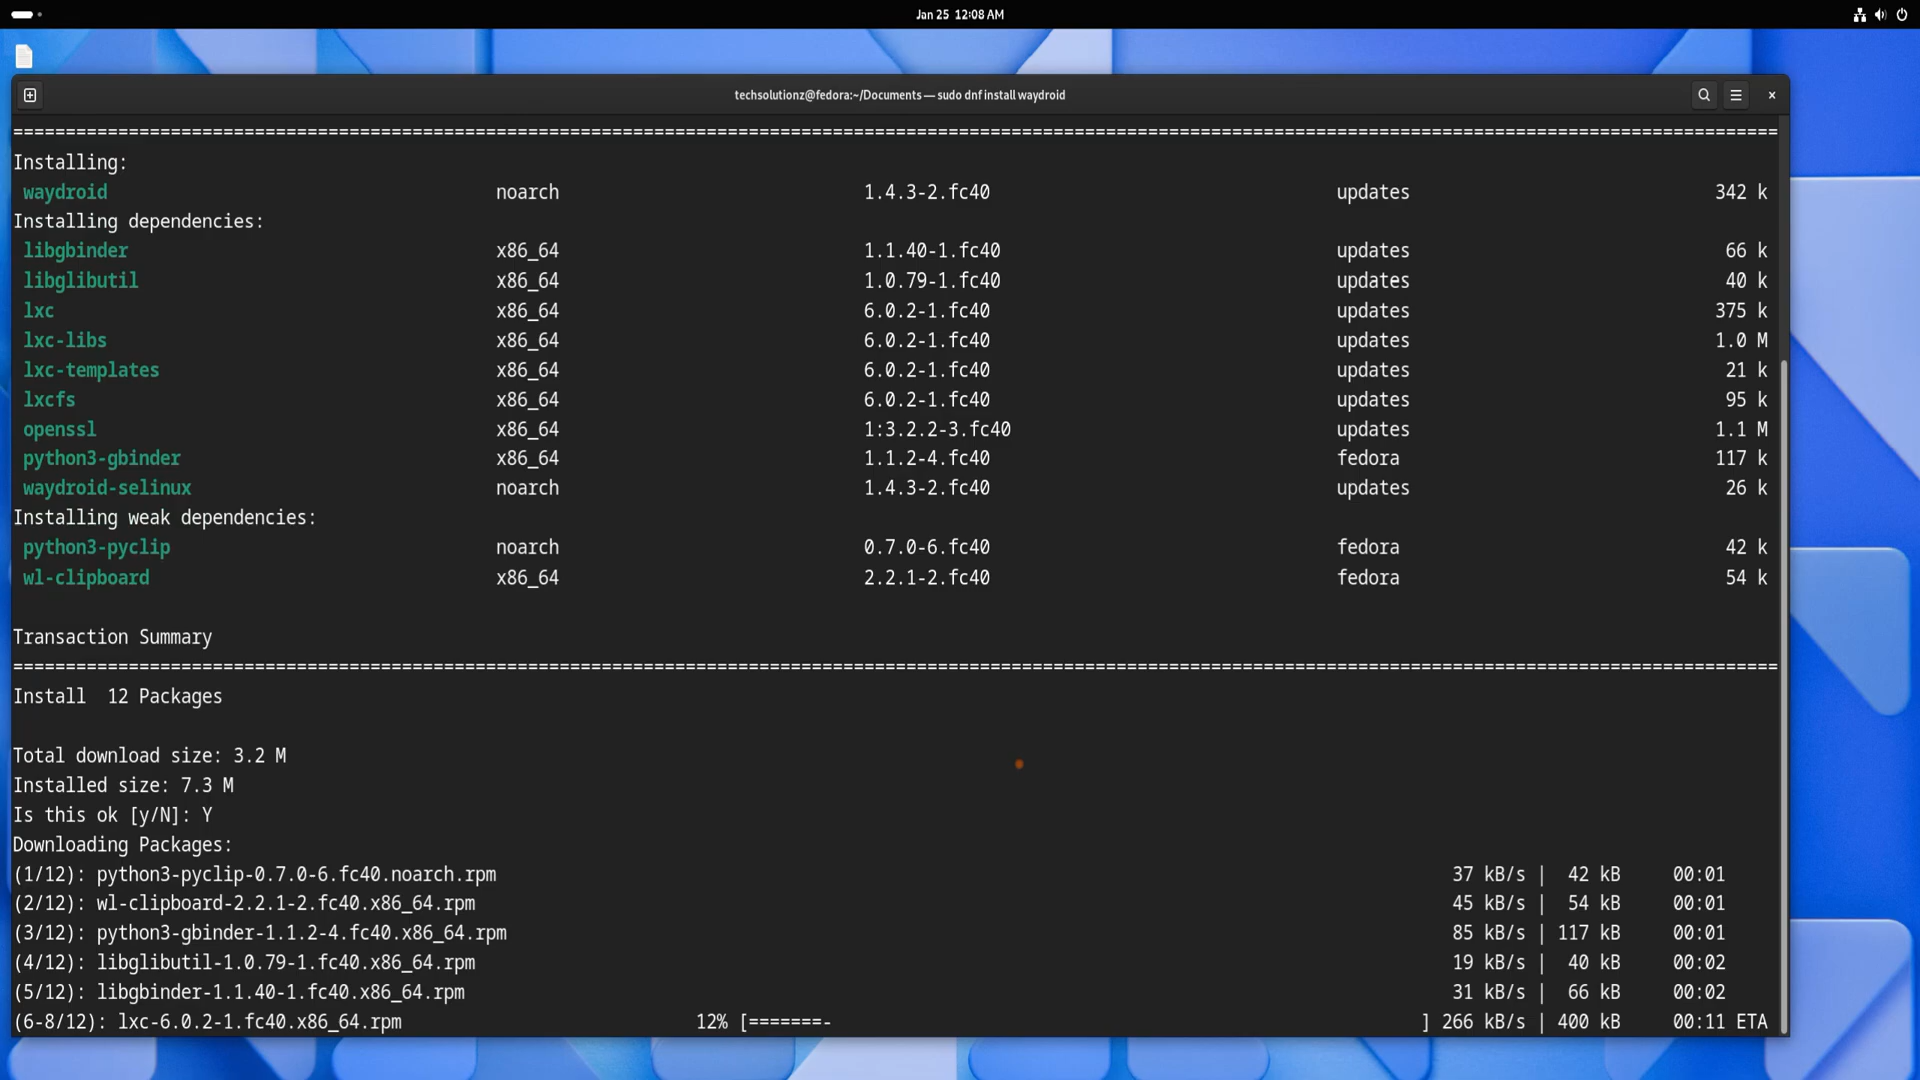 Jan 25 12:08 AM
techsolutionz@fedora:~/Documents — sudo dnf install waydroid
================================================================================
Installing:
waydroid noarch 1.4.3-2.fc40 updates 342 k
Installing dependencies:
libgbinder x86_64 1.1.40-1.fc40 updates 66 k
libglibutil x86_64 1.0.79-1.fc40 updates 40 k
lxc x86_64 6.0.2-1.fc40 updates 375 k
lxc-libs x86_64 6.0.2-1.fc40 updates 1.0 M
lxc-templates x86_64 6.0.2-1.fc40 updates 21 k
lxcfs x86_64 6.0.2-1.fc40 updates 95 k
openssl x86_64 1:3.2.2-3.fc40 updates 1.1 M
python3-gbinder x86_64 1.1.2-4.fc40 fedora 117 k
waydroid-selinux noarch 1.4.3-2.fc40 updates 26 k
Installing weak dependencies:
python3-pyclip noarch 0.7.0-6.fc40 fedora 42 k
wl-clipboard x86_64 2.2.1-2.fc40 fedora 54 k
Transaction Summary
================================================================================
Install 12 Packages
Total download size: 3.2 M
Installed size: 7.3 M
Is this ok [y/N]: Y
Downloading Packages:
(1/12): python3-pyclip-0.7.0-6.fc40.noarch.rpm 37 kB/s | 42 kB 00:01
(2/12): wl-clipboard-2.2.1-2.fc40.x86_64.rpm 45 kB/s | 54 kB 00:01
(3/12): python3-gbinder-1.1.2-4.fc40.x86_64.rpm 85 kB/s | 117 kB 00:01
(4/12): libglibutil-1.0.79-1.fc40.x86_64.rpm 19 kB/s | 40 kB 00:02
(5/12): libgbinder-1.1.40-1.fc40.x86_64.rpm 31 kB/s | 66 kB 00:02
(6-8/12): lxc-6.0.2-1.fc40.x86_64.rpm 12% [=======- ] 266 kB/s | 400 kB 00:11 ETA